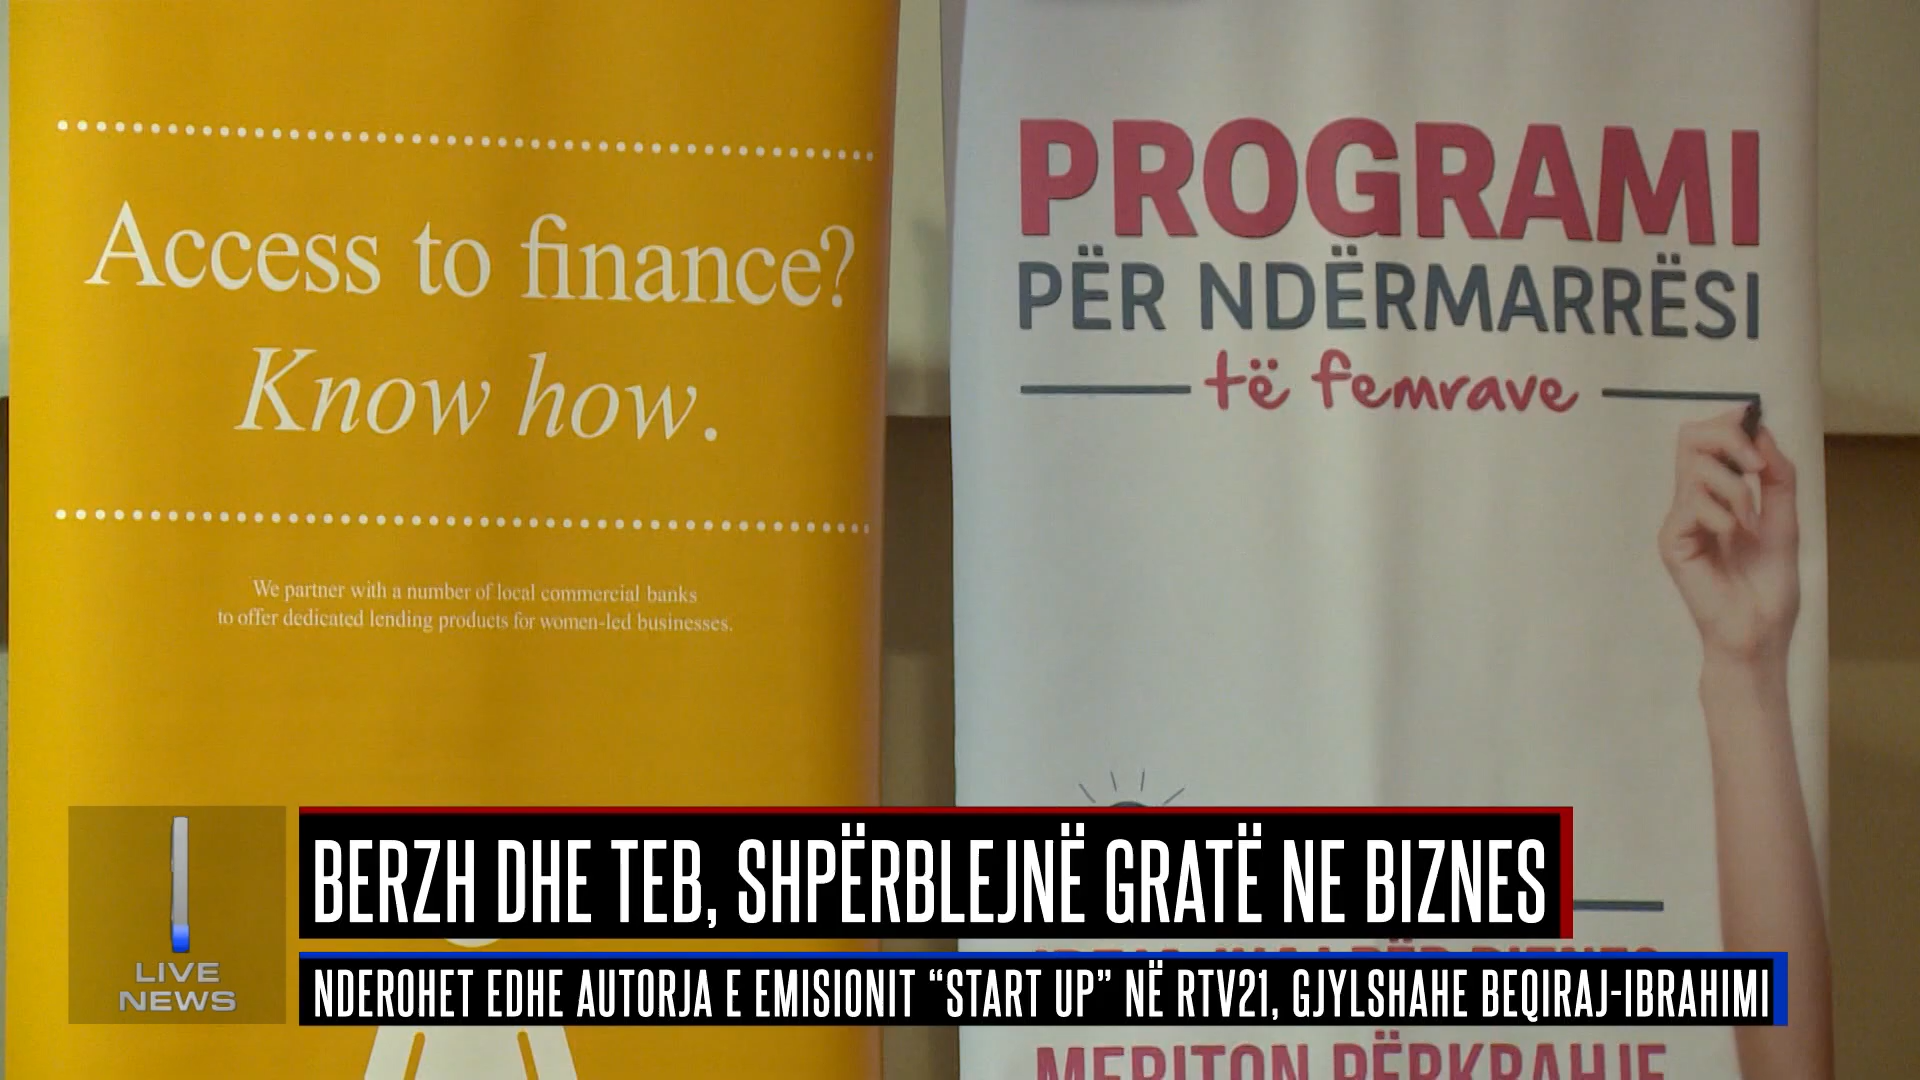 Access to finance?
Know how.
We partner with a number of local commercial banks
to offer dedicated lending products for women-led businesses.
PROGRAMI
PËR NDËRMARRËSI
të femrave
MERITON PËRKRAHJE
LIVE
NEWS
BERZH DHE TEB, SHPËRBLEJNË GRATË NE BIZNES
NDEROHET EDHE AUTORJA E EMISIONIT “START UP” NË RTV21, GJYLSHAHE BEQIRAJ-IBRAHIMI